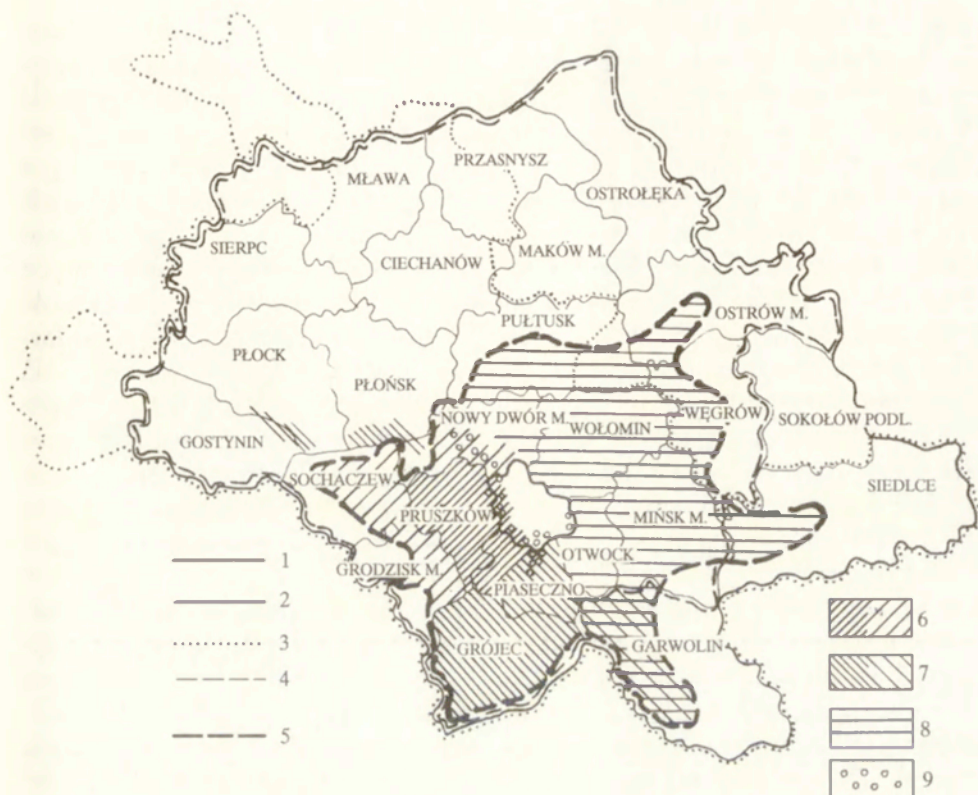 PRZASNYSZ
MŁAWA
OSTROŁĘKA
SIERPC
CIECHANÓW
MAKÓW M.
OSTRÓW M.
PUŁTUSK
PŁOCK
PŁOŃSK
NOWY DWÓR M.
WĘGRÓW
SOKOŁÓW PODL.
WOŁOMIN
GOSTYNIN
SOCHACZEW
SIEDLCE
PRUSZKÓW
MIŃSK M.
OTWOCK
GRODZISK M.
PIASECZNO
GRÓJEC
GARWOLIN
1
2
3
4
5
6
7
8
9